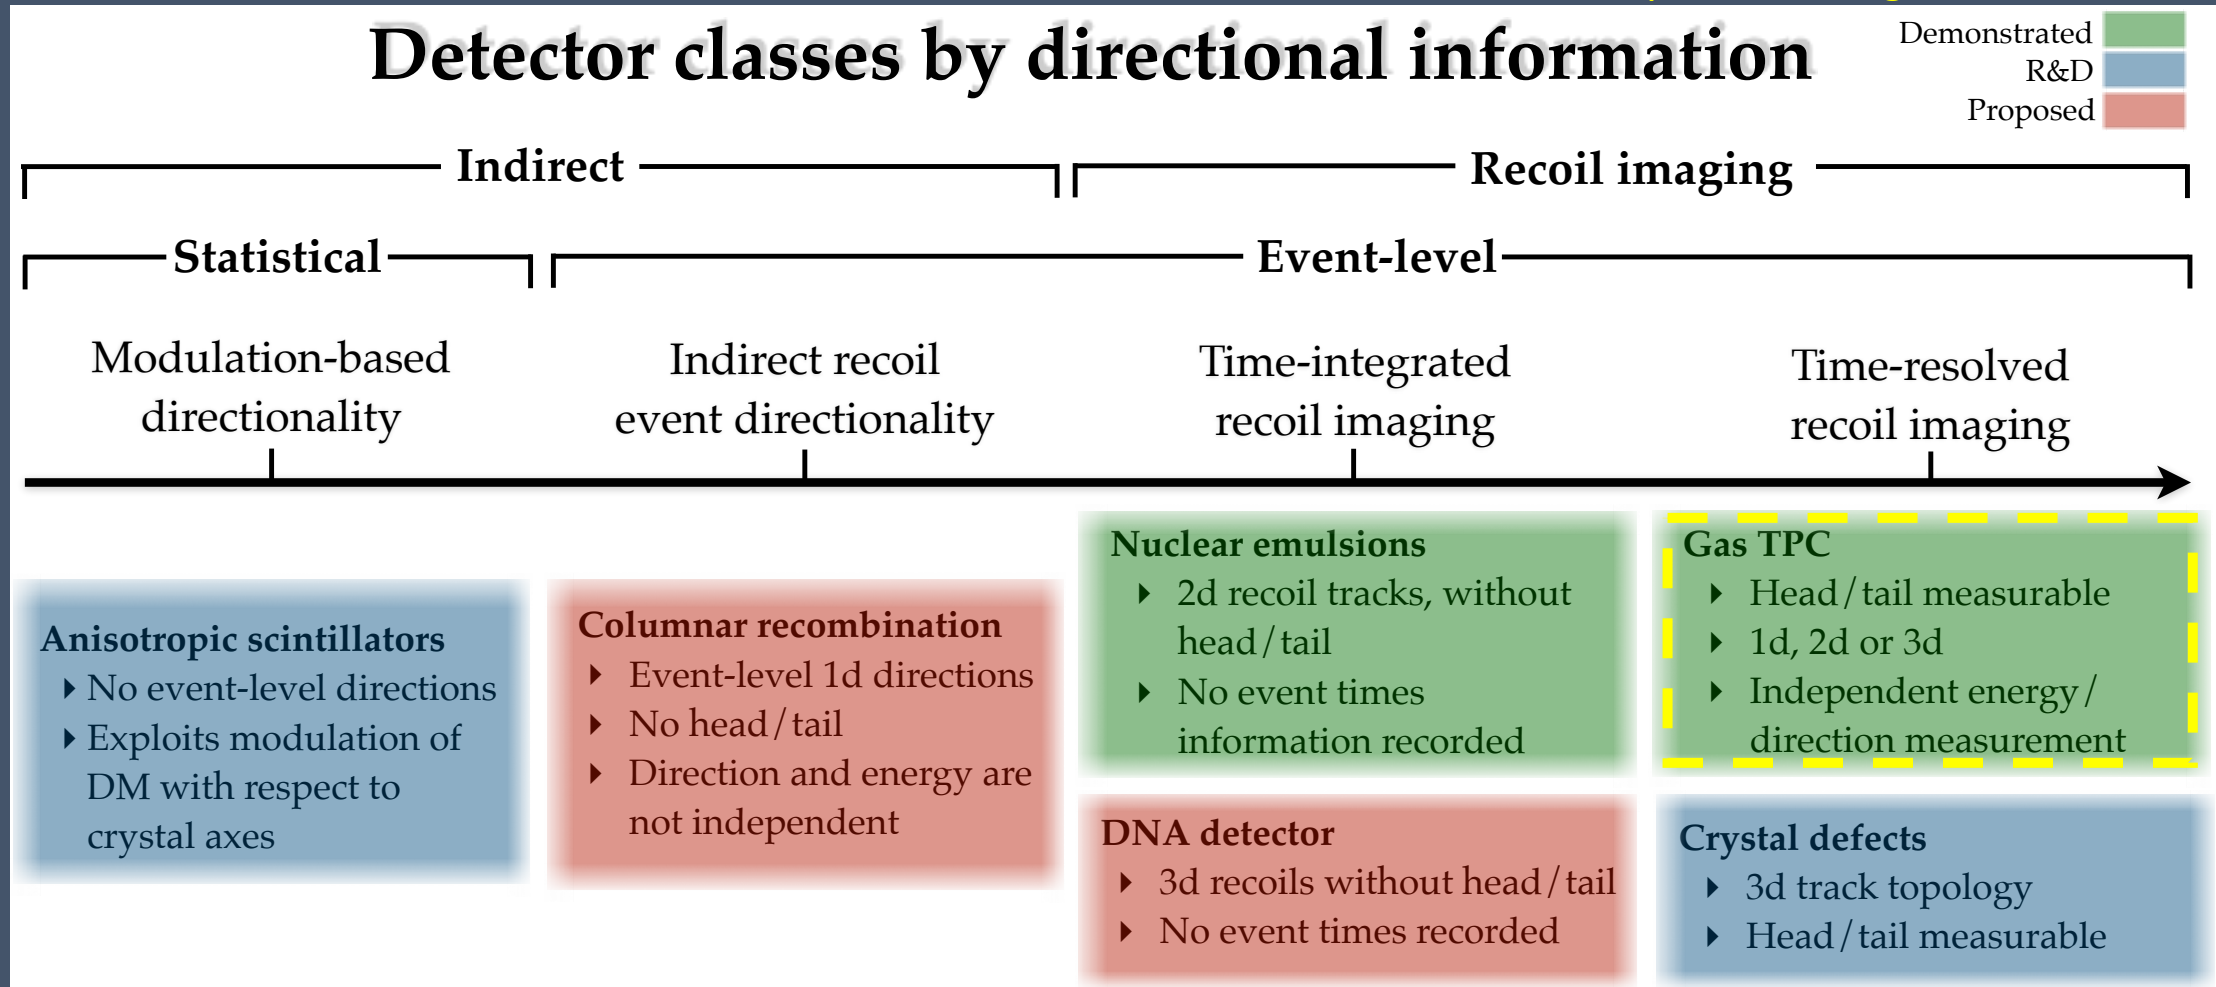 Detector classes by directional information
Demonstrated
R&D
Proposed
Indirect
Recoil imaging
Statistical
Event-level
Modulation-based
directionality
Indirect recoil
event directionality
Time-integrated
recoil imaging
Time-resolved
recoil imaging
Anisotropic scintillators
No event-level directions
Exploits modulation of
DM with respect to
crystal axes
Columnar recombination
Event-level 1d directions
No head/tail
Direction and energy are
not independent
Nuclear emulsions
2d recoil tracks, without
head/tail
No event times
information recorded
DNA detector
3d recoils without head/tail
No event times recorded
Gas TPC
Head/tail measurable
1d, 2d or 3d
Independent energy/
direction measurement
Crystal defects
3d track topology
Head/tail measurable